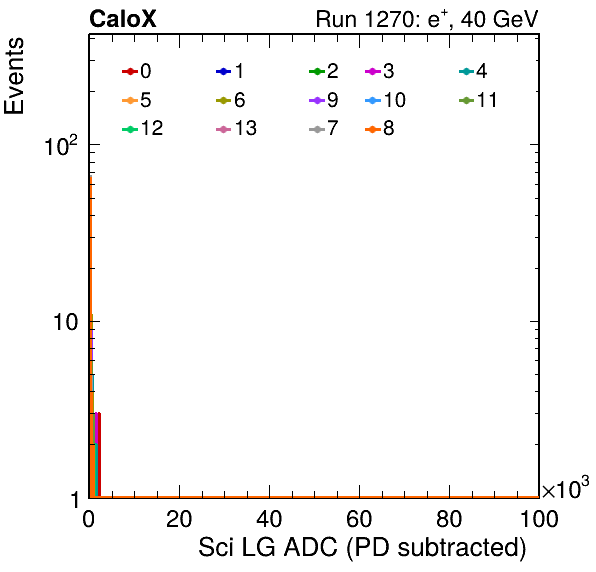 CaloX Run 1270: e⁺, 40 GeV
Events
0 1 2 3 4
5 6 9 10 11
12 13 7 8
10²
10
1
0 20 40 60 80 100 ×10³
Sci LG ADC (PD subtracted)